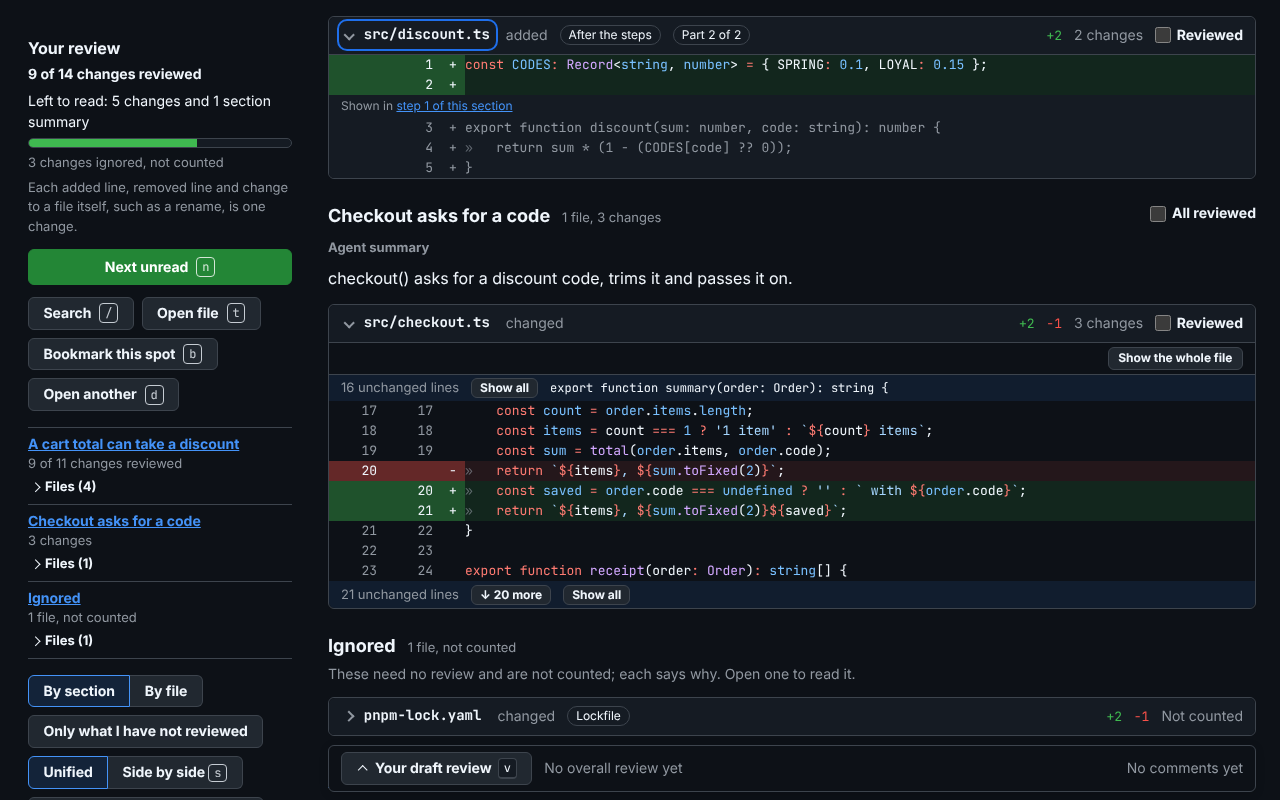 Your review
9 of 14 changes reviewed
Left to read: 5 changes and 1 section
summary
3 changes ignored, not counted
Each added line, removed line and change
to a file itself, such as a rename, is one
change.
Next unread n
Search / Open file t
Bookmark this spot b
Open another d
A cart total can take a discount
9 of 11 changes reviewed
Files (4)
Checkout asks for a code
3 changes
Files (1)
Ignored
1 file, not counted
Files (1)
By section By file
Only what I have not reviewed
Unified Side by side s
src/discount.ts added After the steps Part 2 of 2 +2 2 changes Reviewed
1 + const CODES: Record<string, number> = { SPRING: 0.1, LOYAL: 0.15 };
2 +
Shown in step 1 of this section
3 + export function discount(sum: number, code: string): number {
4 + » return sum * (1 - (CODES[code] ?? 0));
5 + }
Checkout asks for a code 1 file, 3 changes All reviewed
Agent summary
checkout() asks for a discount code, trims it and passes it on.
src/checkout.ts changed +2 -1 3 changes Reviewed
Show the whole file
16 unchanged lines Show all export function summary(order: Order): string {
17 17 const count = order.items.length;
18 18 const items = count === 1 ? '1 item' : `${count} items`;
19 19 const sum = total(order.items, order.code);
20 - » return `${items}, ${sum.toFixed(2)}`;
20 + » const saved = order.code === undefined ? '' : ` with ${order.code}`;
21 + » return `${items}, ${sum.toFixed(2)}${saved}`;
21 22 }
22 23
23 24 export function receipt(order: Order): string[] {
21 unchanged lines ↓ 20 more Show all
Ignored 1 file, not counted
These need no review and are not counted; each says why. Open one to read it.
pnpm-lock.yaml changed Lockfile +2 -1 Not counted
Your draft review v No overall review yet No comments yet